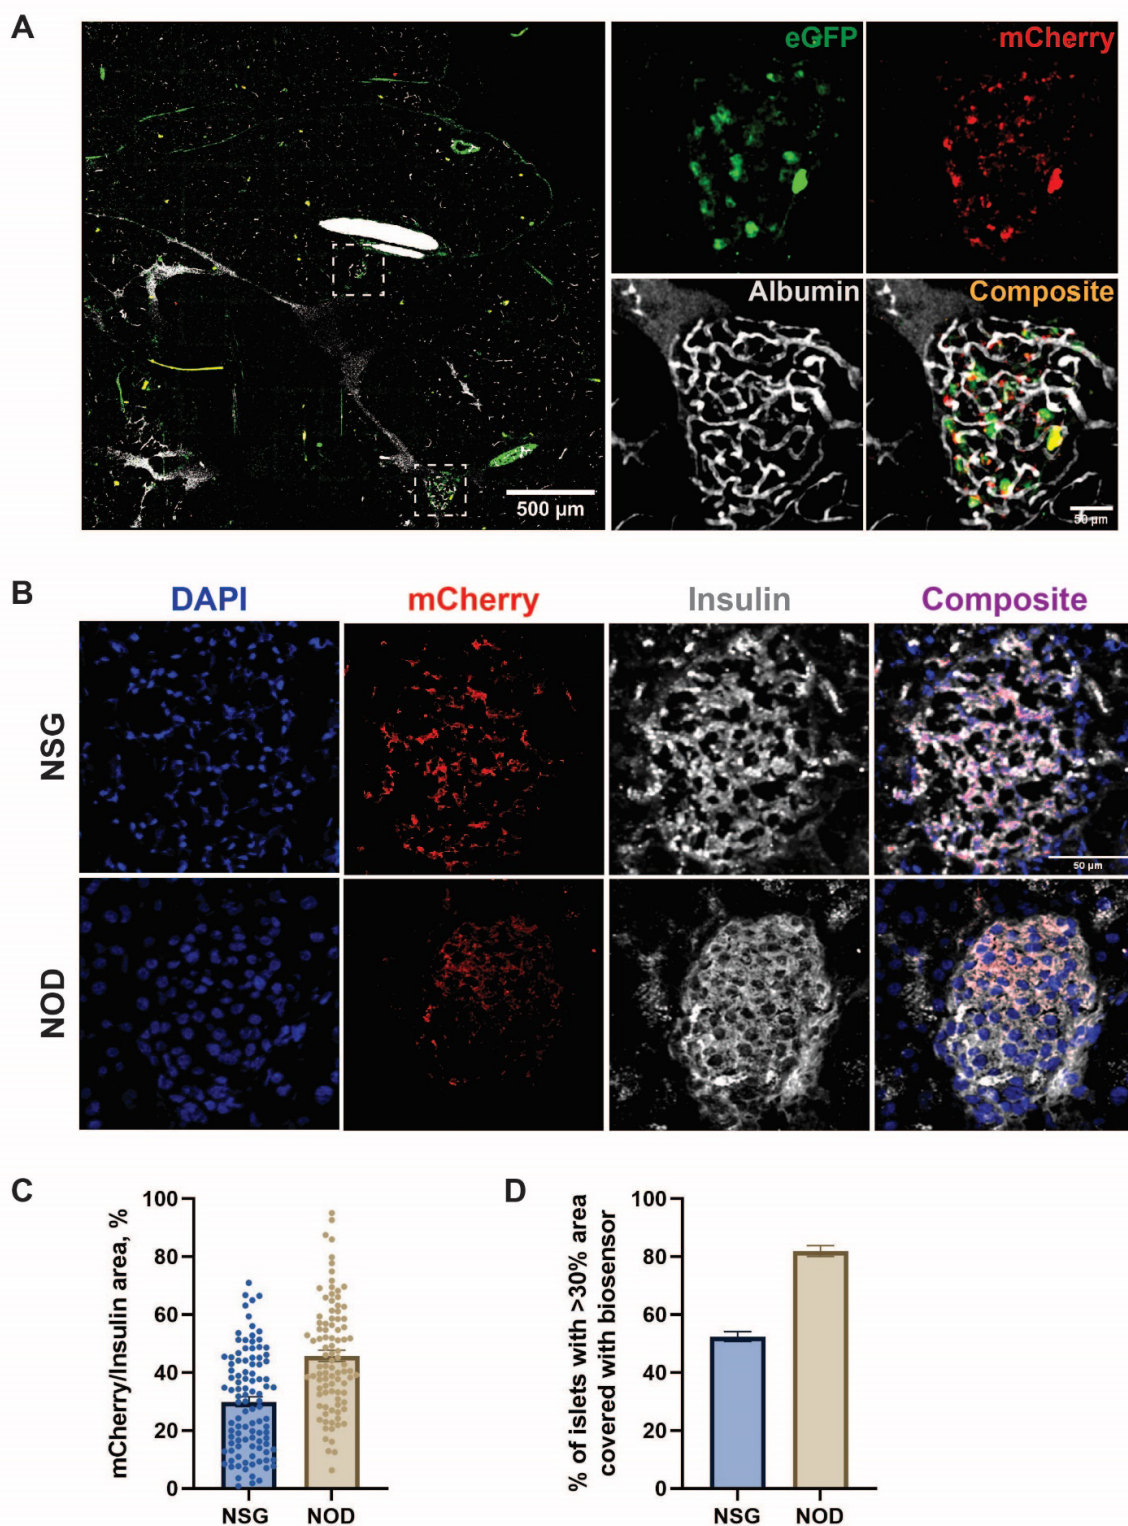 A
eGFP
mCherry
500 µm
Albumin
Composite
50 µm
B
DAPI
mCherry
Insulin
Composite
NSG
50 µm
NOD
C
mCherry/Insulin area, %
100
80
60
40
20
0
NSG
NOD
D
% of islets with >30% area
covered with biosensor
100
80
60
40
20
0
NSG
NOD